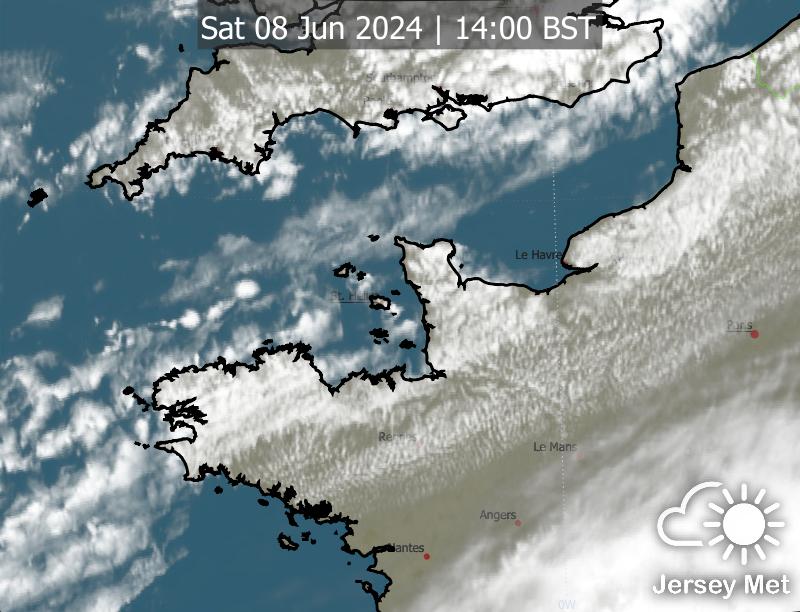 Sat 08 Jun 2024 | 14:00 BST
Southampton
Le Havre
St. Helier
Paris
Rennes
Le Mans
Angers
Nantes
Jersey Met
0W